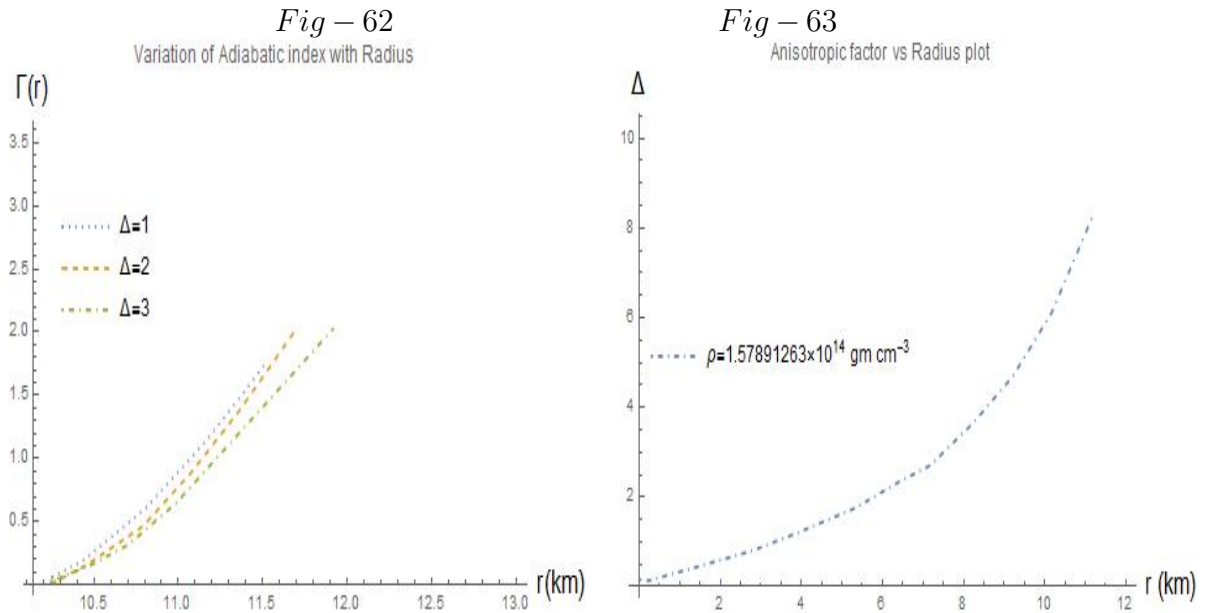 Fig – 62
Variation of Adiabatic index with Radius
Γ(r)
3.5
3.0
2.5
2.0
1.5
1.0
0.5
Δ=1
Δ=2
Δ=3
10.5 11.0 11.5 12.0 12.5 13.0
r(km)
Fig – 63
Anisotropic factor vs Radius plot
Δ
10
8
6
4
2
ρ=1.57891263×10¹⁴ gm cm⁻³
2 4 6 8 10 12
r (km)